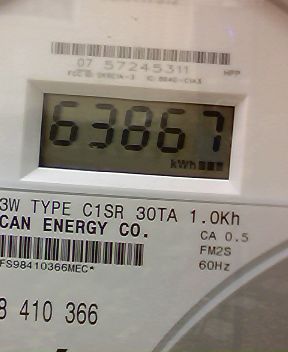 07 57245311
63867
kWh
3W TYPE C1SR 30TA 1.0Kh
CAN ENERGY CO.
CA 0.5
FM2S
60Hz
FS98410366MEC*
8 410 366